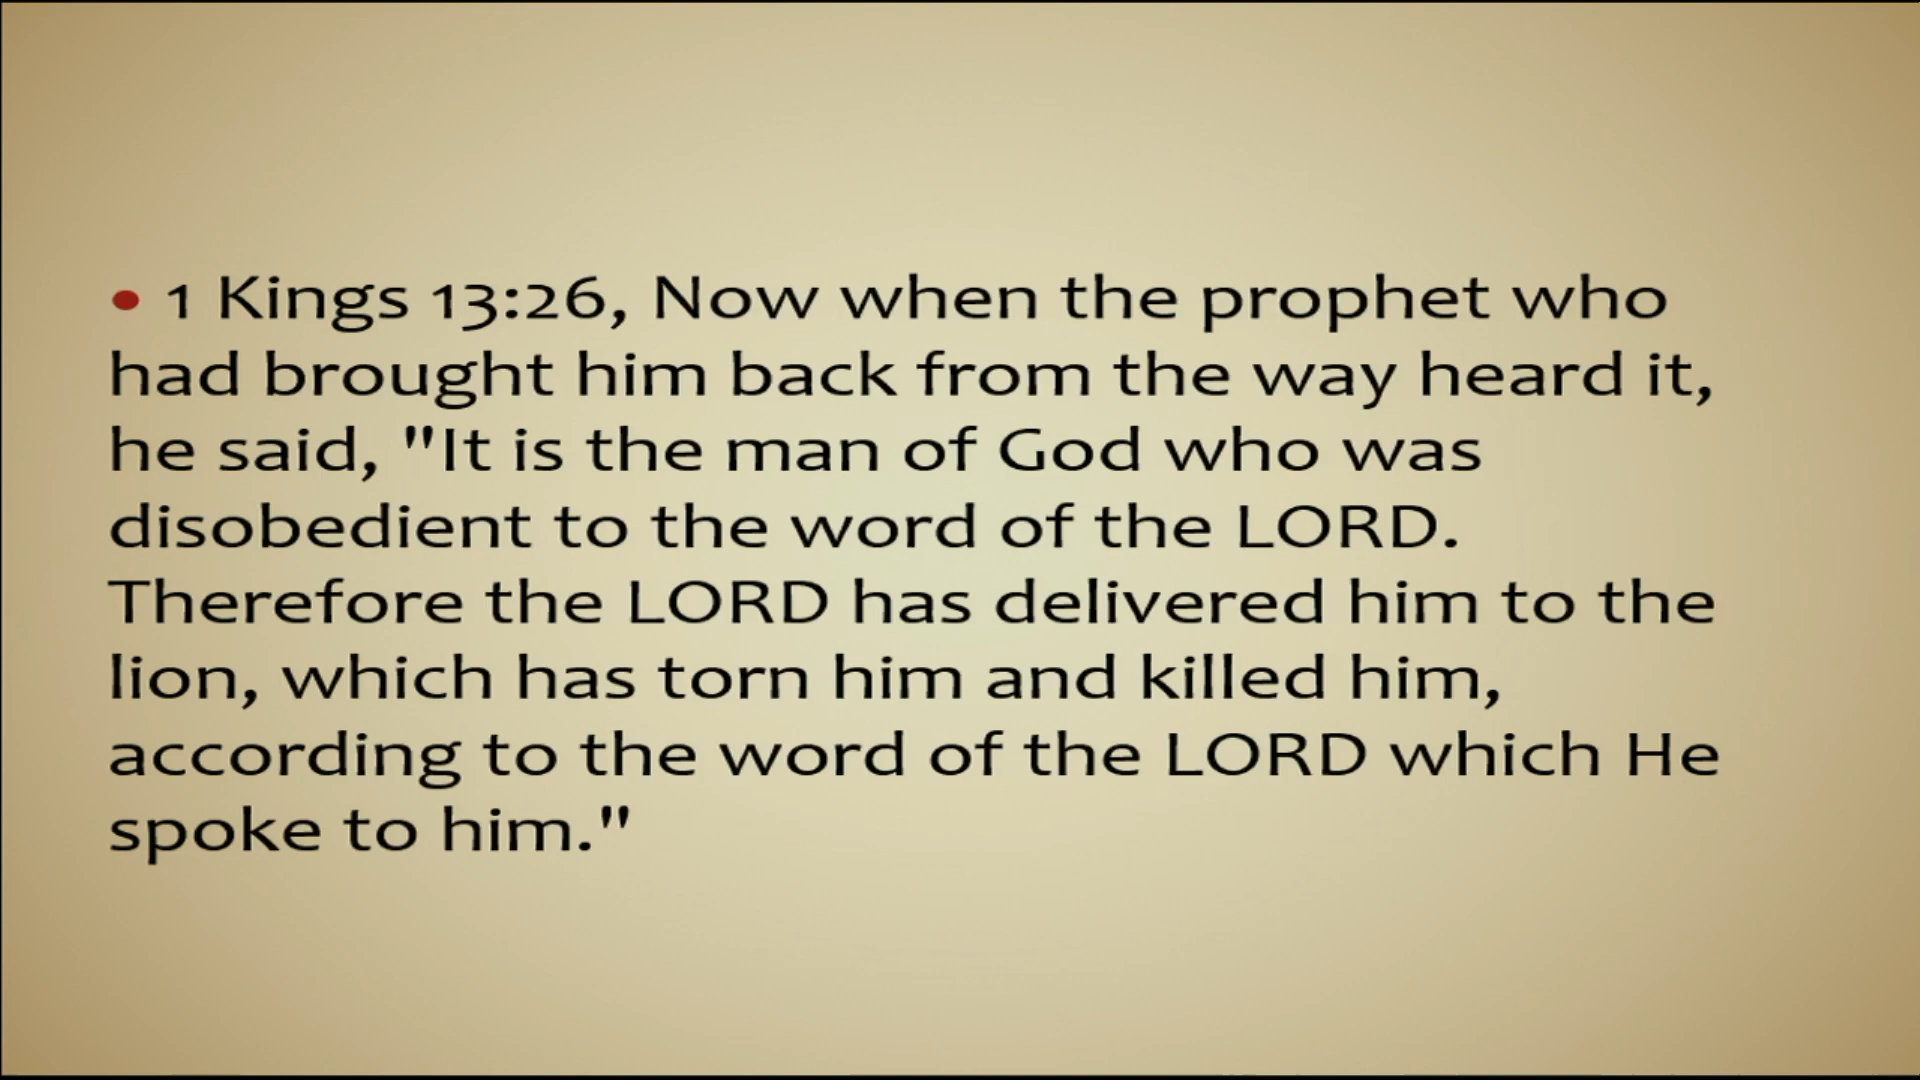 • 1 Kings 13:26, Now when the prophet who
had brought him back from the way heard it,
he said, "It is the man of God who was
disobedient to the word of the LORD.
Therefore the LORD has delivered him to the
lion, which has torn him and killed him,
according to the word of the LORD which He
spoke to him."